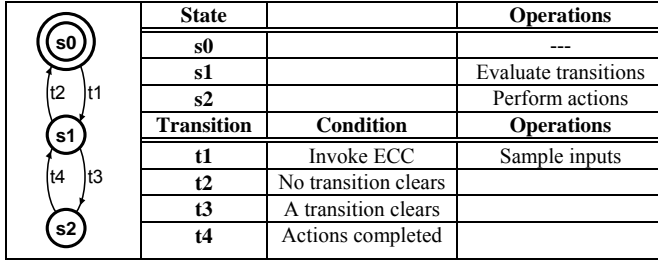 s0
t2 t1
s1
t4 t3
s2
State Operations
s0 ---
s1 Evaluate transitions
s2 Perform actions
Transition Condition Operations
t1 Invoke ECC Sample inputs
t2 No transition clears
t3 A transition clears
t4 Actions completed